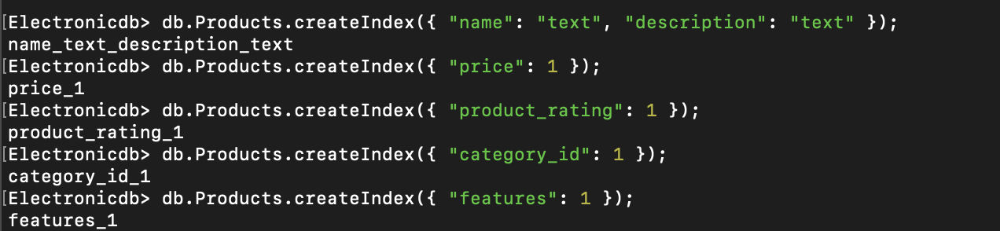 [Electronicdb> db.Products.createIndex({ "name": "text", "description": "text" });
name_text_description_text
[Electronicdb> db.Products.createIndex({ "price": 1 });
price_1
[Electronicdb> db.Products.createIndex({ "product_rating": 1 });
product_rating_1
[Electronicdb> db.Products.createIndex({ "category_id": 1 });
category_id_1
[Electronicdb> db.Products.createIndex({ "features": 1 });
features_1